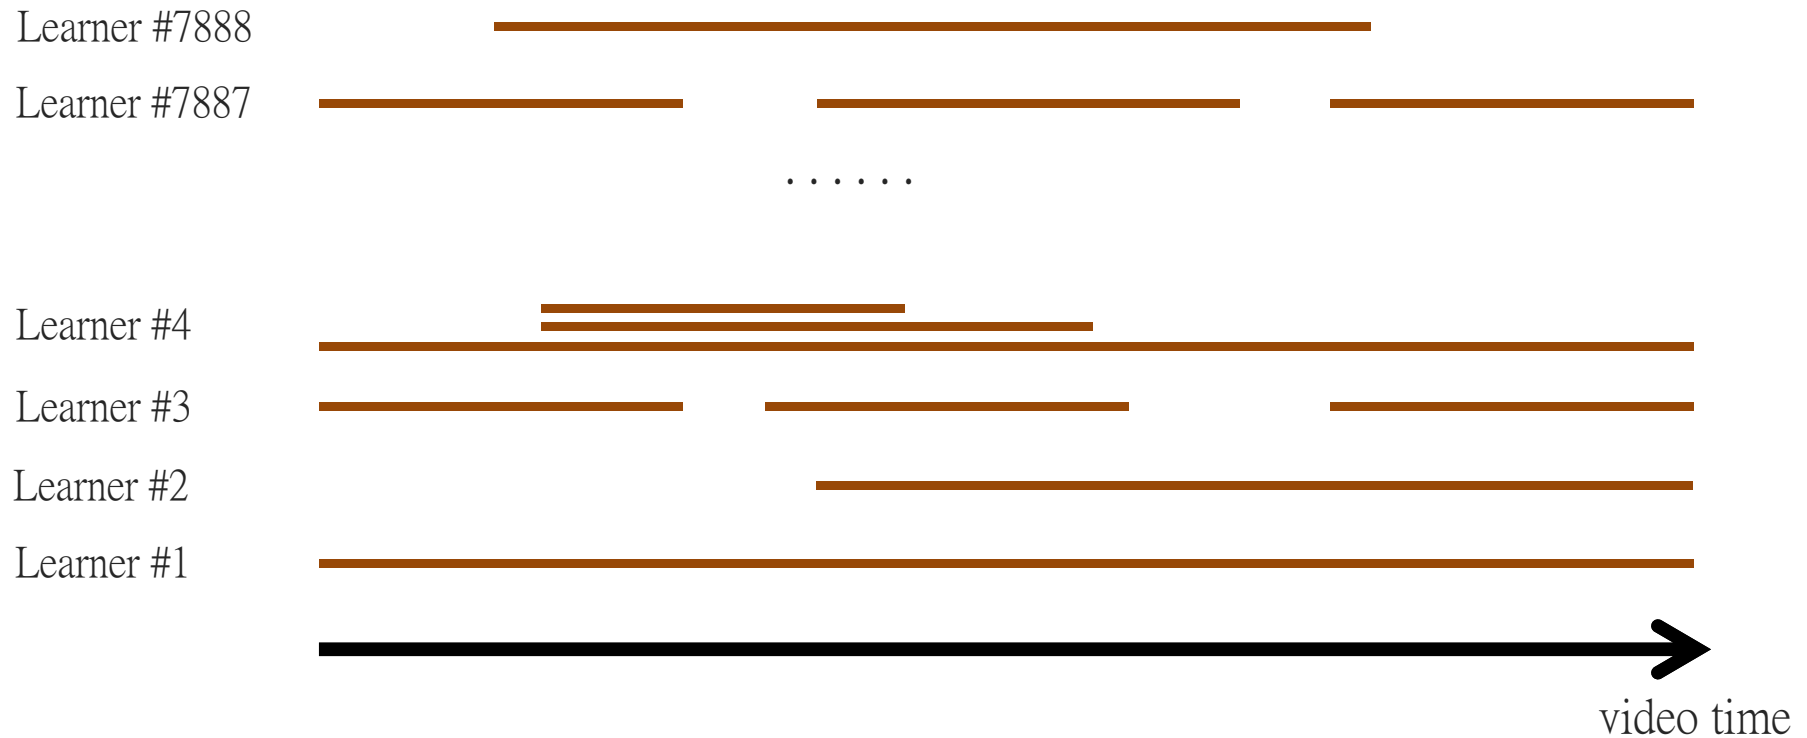 Learner #7888
Learner #7887
......
Learner #4
Learner #3
Learner #2
Learner #1
video time